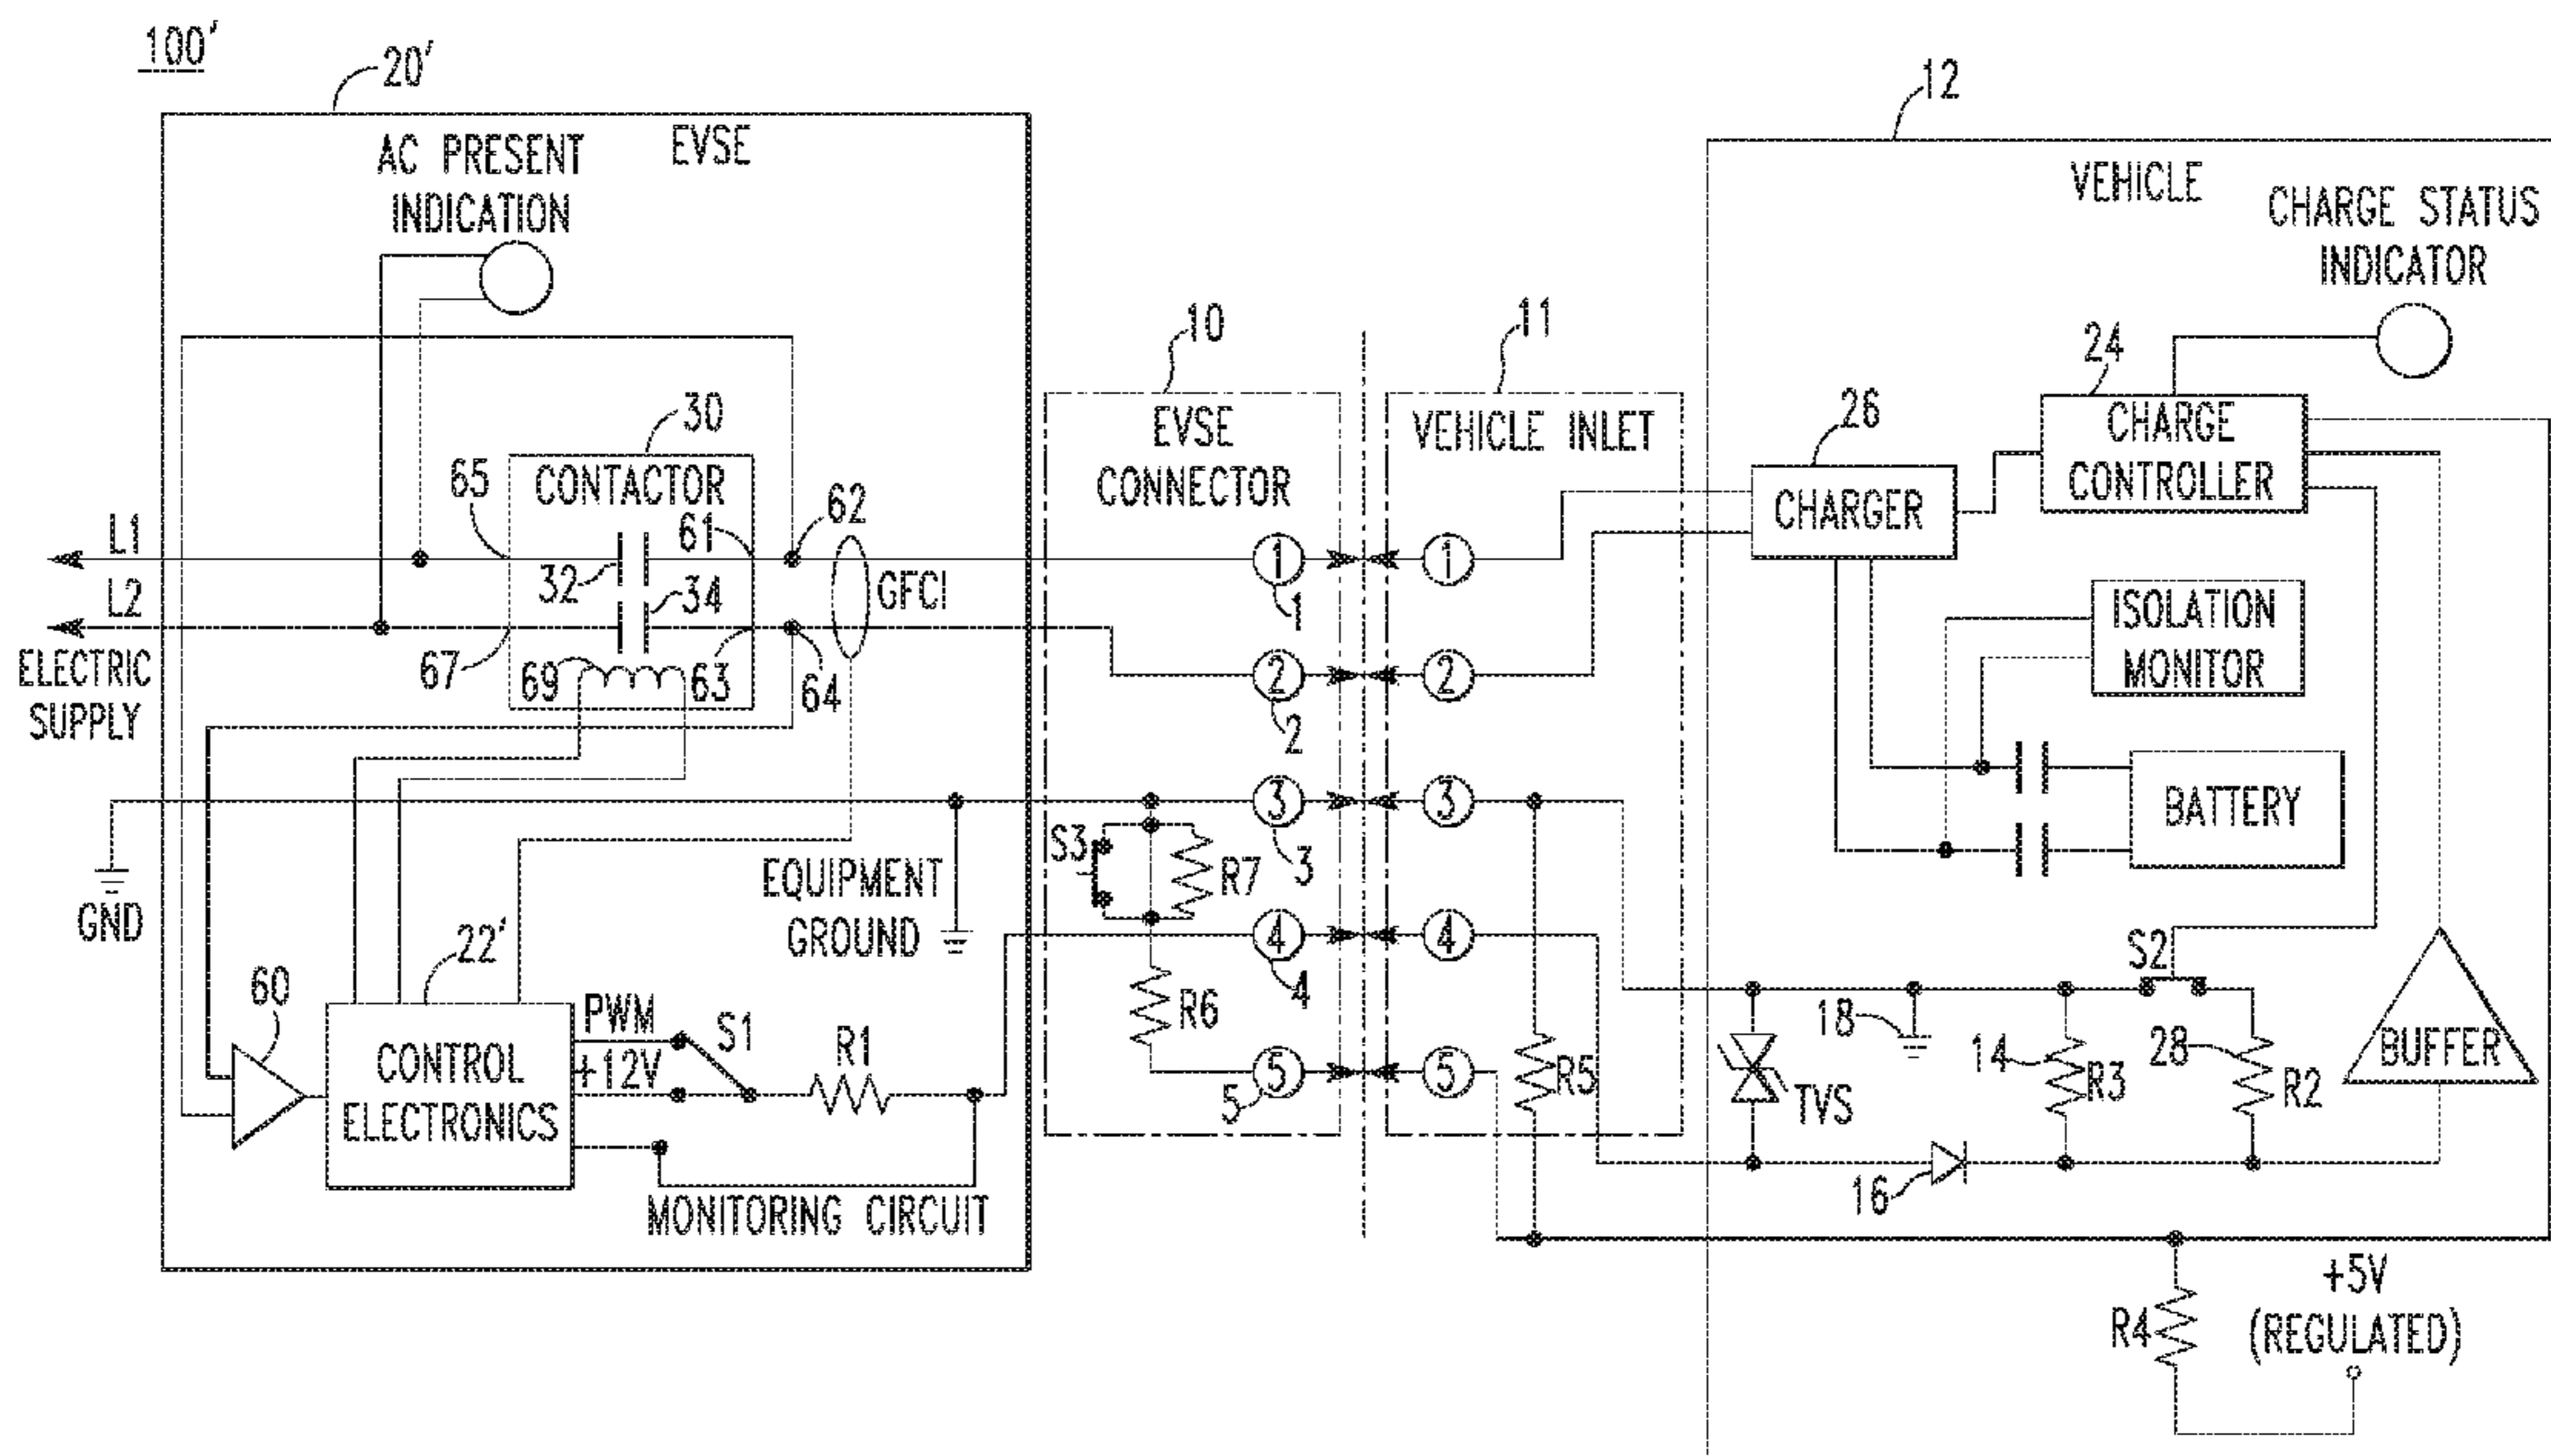 100'
20'
EVSE
AC PRESENT
INDICATION
12
VEHICLE
CHARGE STATUS
INDICATOR
10
11
24
EVSE
CONNECTOR
VEHICLE INLET
26
CHARGE
CONTROLLER
CHARGER
30
CONTACTOR
65
61
62
L1
32
34
GFCI
L2
67
69
63
64
ELECTRIC
SUPPLY
1
1
1
2
2
2
ISOLATION
MONITOR
BATTERY
3
3
3
S3
R7
GND
EQUIPMENT
GROUND
4
4
4
R6
5
5
5
R5
60
22'
CONTROL
ELECTRONICS
PWM
+12V
S1
R1
MONITORING CIRCUIT
TVS
18
14
R3
S2
28
R2
BUFFER
16
+5V
(REGULATED)
R4